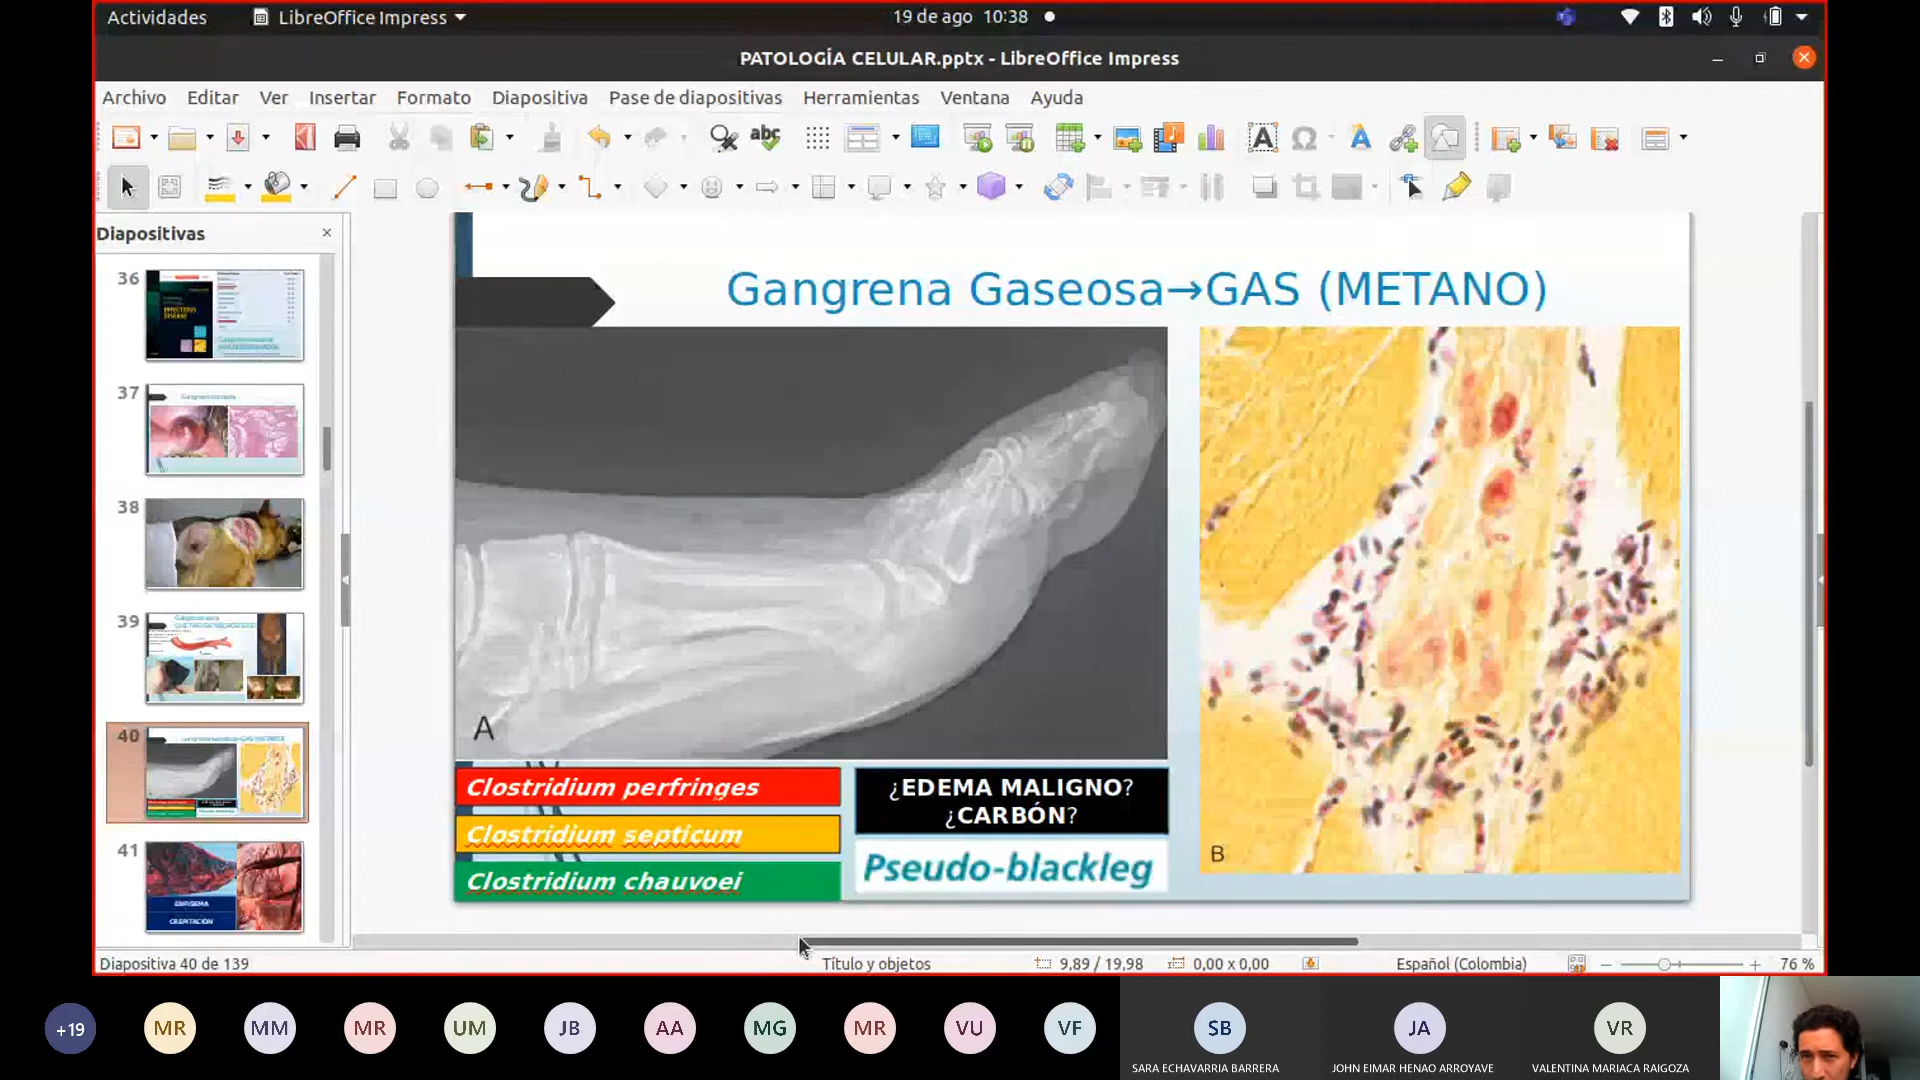 Actividades
LibreOffice Impress
19 de ago 10:38
PATOLOGÍA CELULAR.pptx - LibreOffice Impress
Archivo Editar Ver Insertar Formato Diapositiva Pase de diapositivas Herramientas Ventana Ayuda
abc
Diapositivas
36
37
38
39
40
41
ENFISEMA
CREPITACIÓN
Gangrena Gaseosa→GAS (METANO)
A
B
Clostridium perfringes
Clostridium septicum
Clostridium chauvoei
¿EDEMA MALIGNO?
¿CARBÓN?
Pseudo-blackleg
Diapositiva 40 de 139
Título y objetos
9,89 / 19,98
0,00 x 0,00
Español (Colombia)
76 %
+19
MR
MM
MR
UM
JB
AA
MG
MR
VU
VF
SB
SARA ECHAVARRIA BARRERA
JA
JOHN EIMAR HENAO ARROYAVE
VR
VALENTINA MARIACA RAIGOZA